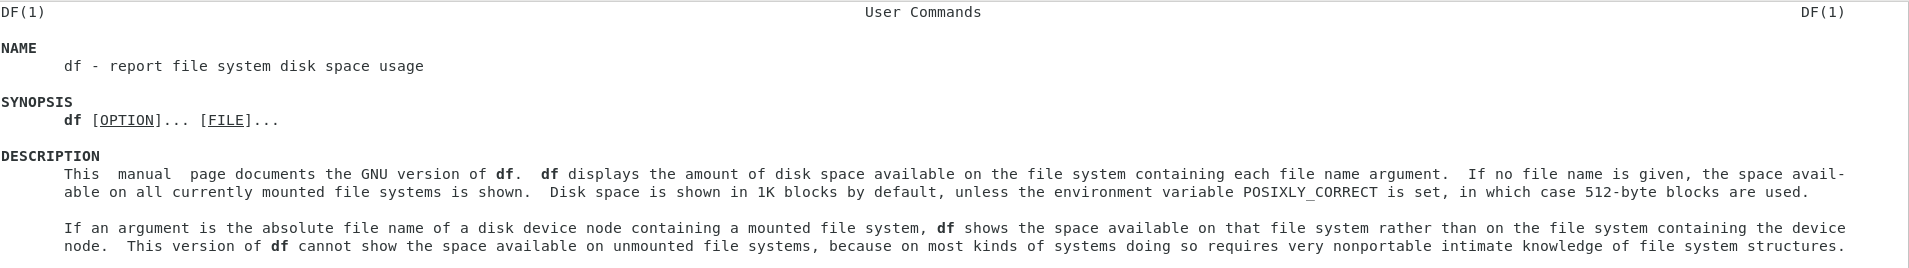 DF(1) User Commands DF(1)
NAME
df - report file system disk space usage
SYNOPSIS
df [OPTION]... [FILE]...
DESCRIPTION
This  manual  page documents the GNU version of df.  df displays the amount of disk space available on the file system containing each file name argument.  If no file name is given, the space avail-
able on all currently mounted file systems is shown.  Disk space is shown in 1K blocks by default, unless the environment variable POSIXLY_CORRECT is set, in which case 512-byte blocks are used.
If an argument is the absolute file name of a disk device node containing a mounted file system, df shows the space available on that file system rather than on the file system containing the device
node.  This version of df cannot show the space available on unmounted file systems, because on most kinds of systems doing so requires very nonportable intimate knowledge of file system structures.